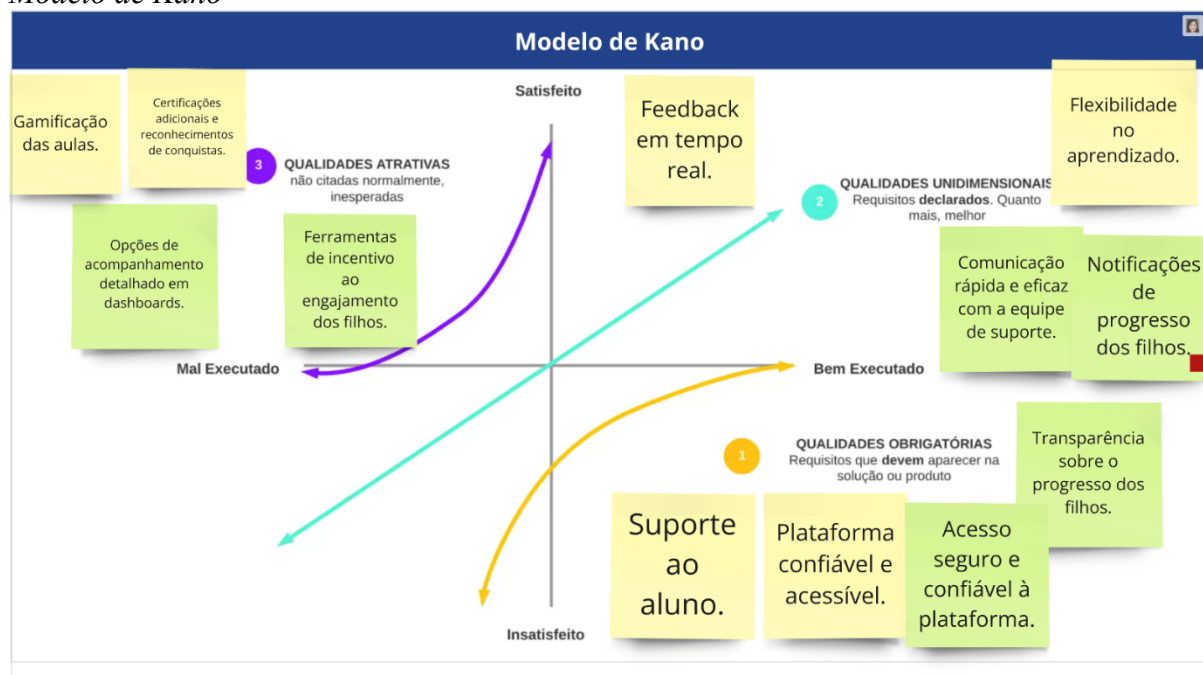 Modelo de Kano
Modelo de Kano
Gamificação
das aulas.
Certificações
adicionais e
reconhecimentos
de conquistas.
3
QUALIDADES ATRATIVAS
não citadas normalmente,
inesperadas
Opções de
acompanhamento
detalhado em
dashboards.
Ferramentas
de incentivo
ao
engajamento
dos filhos.
Satisfeito
Feedback
em tempo
real.
Flexibilidade
no
aprendizado.
2
QUALIDADES UNIDIMENSIONAIS
Requisitos declarados. Quanto
mais, melhor
Comunicação
rápida e eficaz
com a equipe
de suporte.
Notificações
de
progresso
dos filhos.
Mal Executado
Bem Executado
1
QUALIDADES OBRIGATÓRIAS
Requisitos que devem aparecer na
solução ou produto
Transparência
sobre o
progresso dos
filhos.
Suporte
ao
aluno.
Plataforma
confiável e
acessível.
Acesso
seguro e
confiável à
plataforma.
Insatisfeito